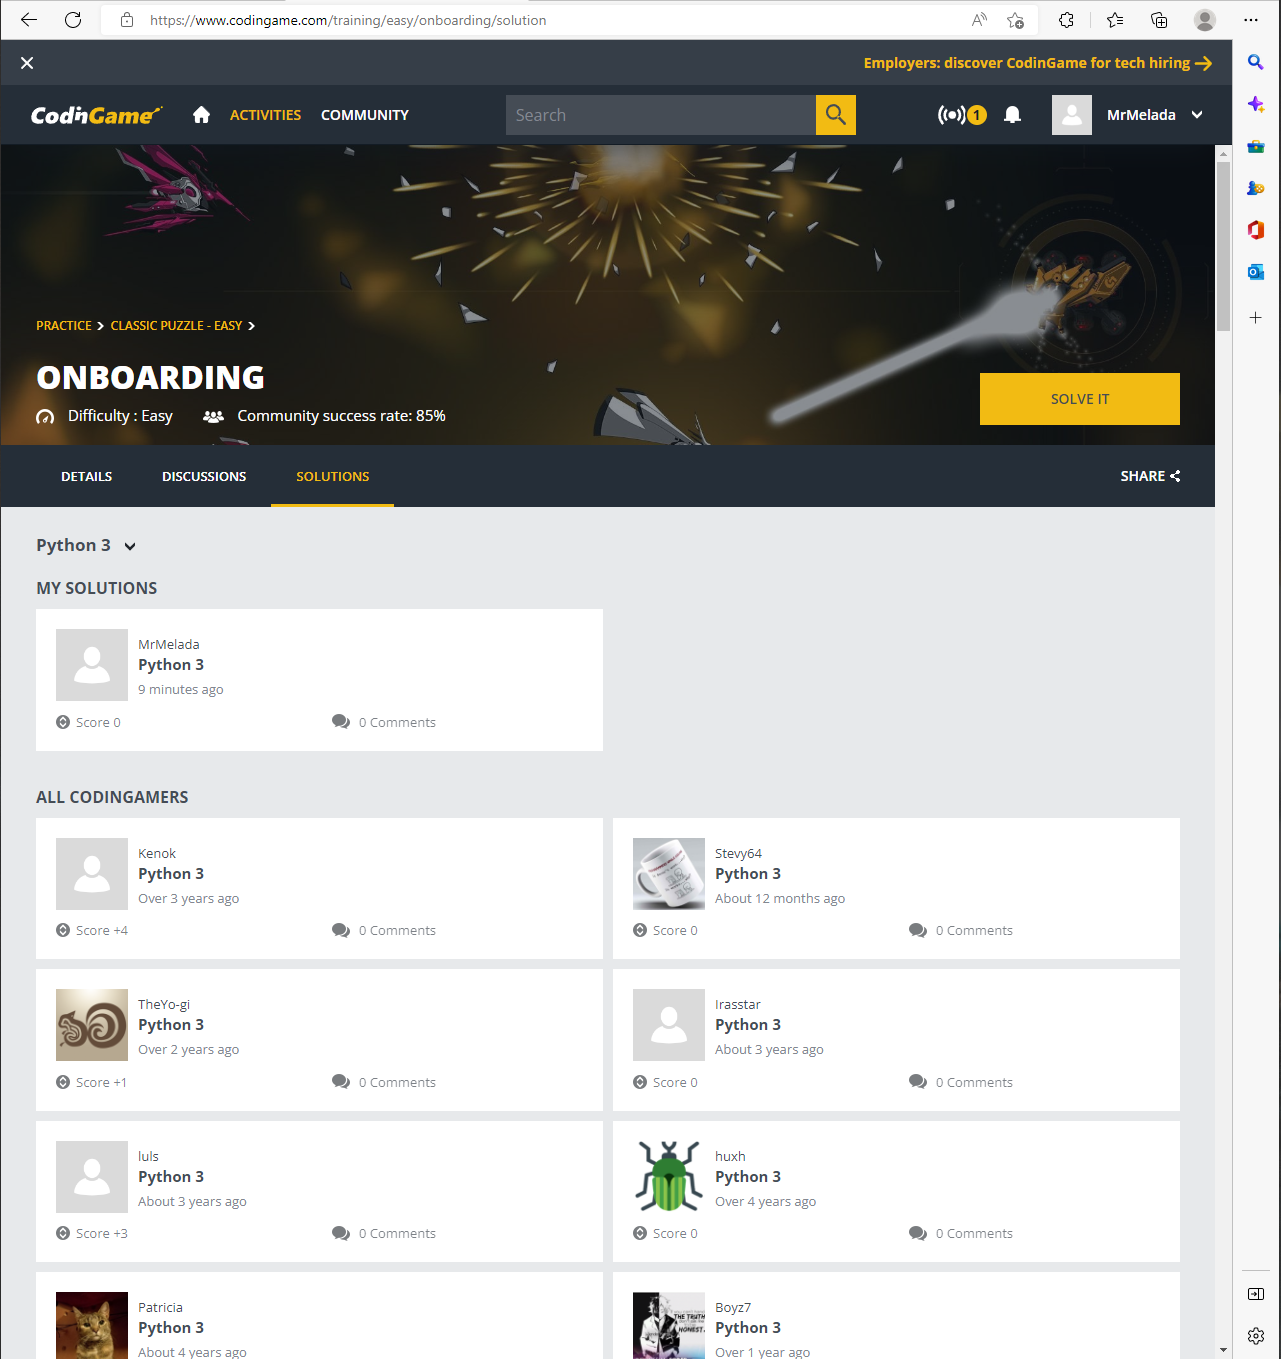 https://www.codingame.com/training/easy/onboarding/solution
Employers: discover CodinGame for tech hiring
CodinGame
ACTIVITIES
COMMUNITY
Search
1
MrMelada
PRACTICE
CLASSIC PUZZLE - EASY
ONBOARDING
Difficulty : Easy
Community success rate: 85%
SOLVE IT
DETAILS
DISCUSSIONS
SOLUTIONS
SHARE
Python 3
MY SOLUTIONS
MrMelada
Python 3
9 minutes ago
Score 0
0 Comments
ALL CODINGAMERS
Kenok
Python 3
Over 3 years ago
Score +4
0 Comments
Stevy64
Python 3
About 12 months ago
Score 0
0 Comments
TheYo-gi
Python 3
Over 2 years ago
Score +1
0 Comments
Irasstar
Python 3
About 3 years ago
Score 0
0 Comments
luls
Python 3
About 3 years ago
Score +3
0 Comments
huxh
Python 3
Over 4 years ago
Score 0
0 Comments
Patricia
Python 3
About 4 years ago
THE TRUTH
HONEST.
Boyz7
Python 3
Over 1 year ago